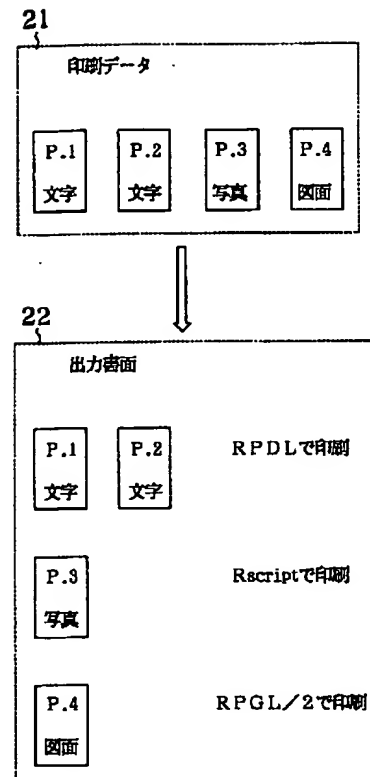 21
印刷データ
P.1 P.2 P.3 P.4
文字 文字 写真 図面
22
出力書面
P.1 P.2 RPDLで印刷
文字 文字
P.3 Rscriptで印刷
写真
P.4 RPGL/2で印刷
図面